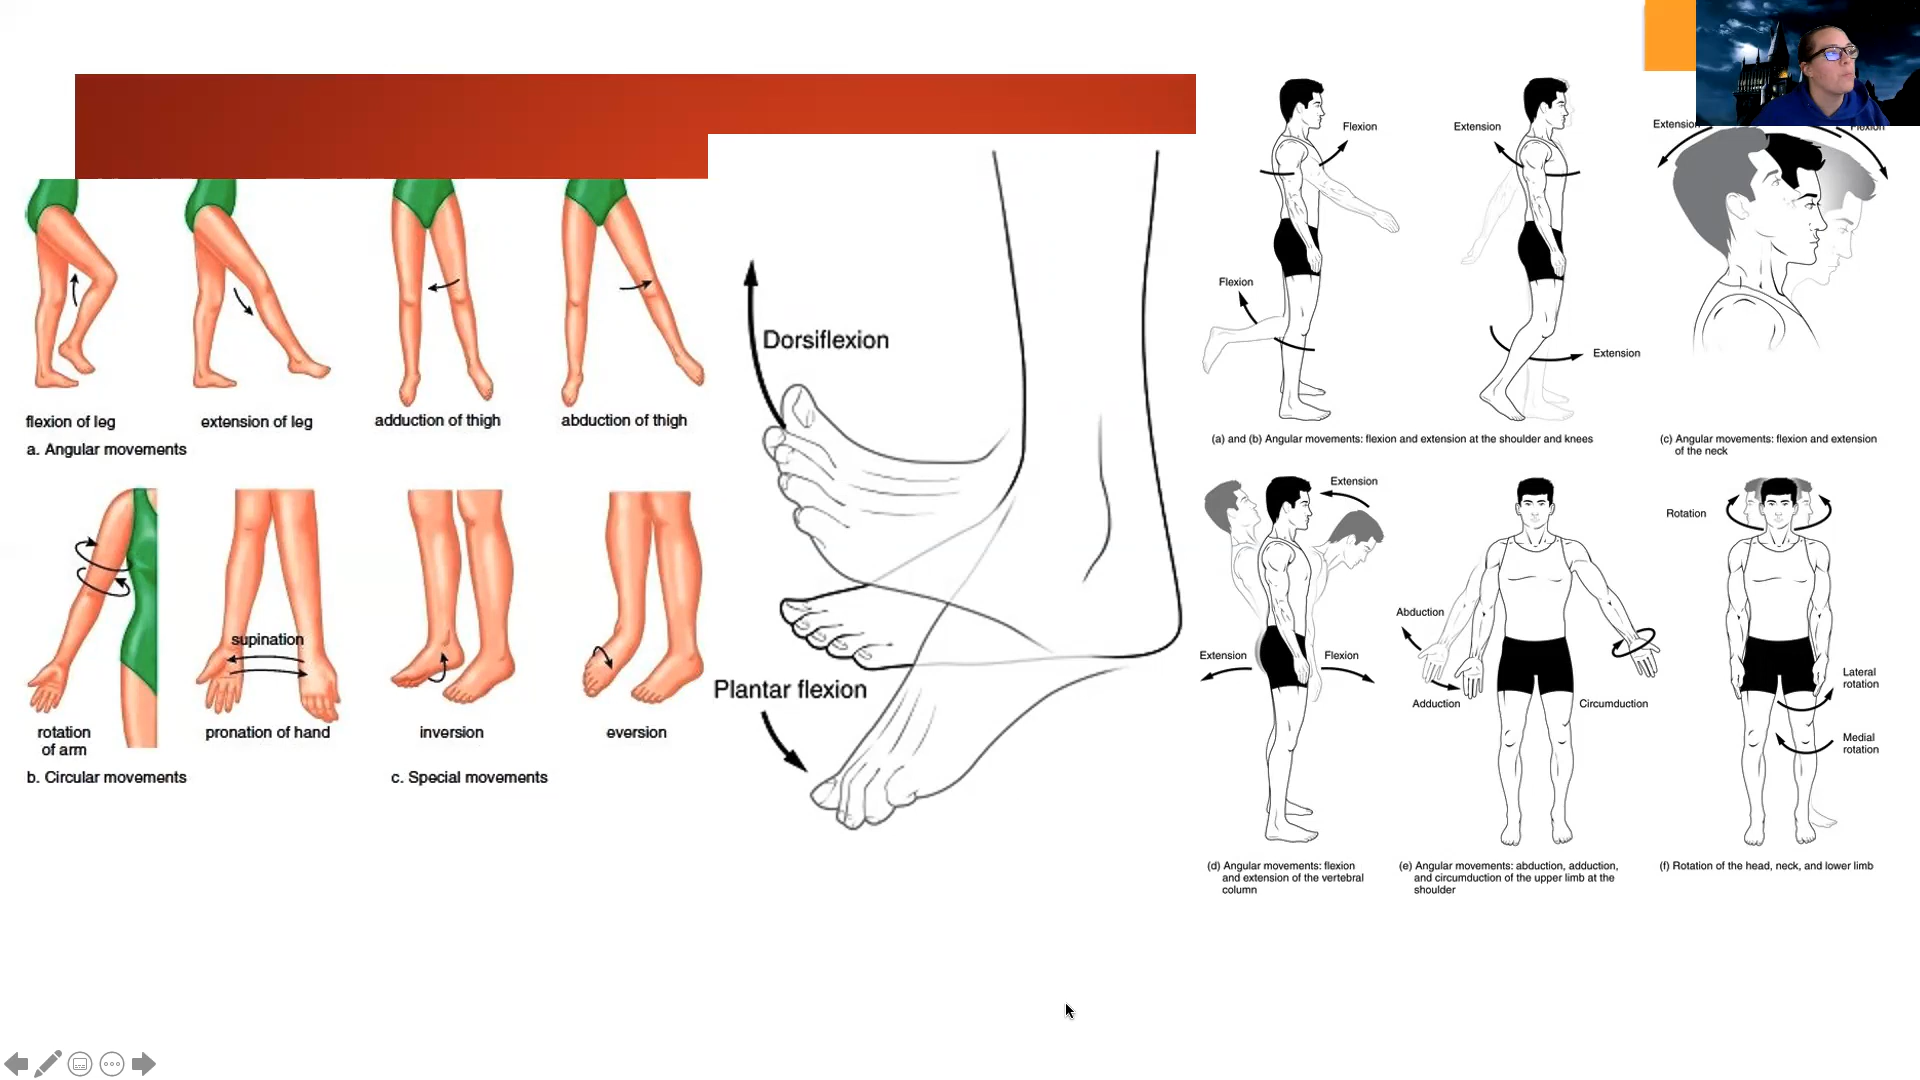 flexion of leg
extension of leg
adduction of thigh
abduction of thigh
a. Angular movements
supination
rotation
of arm
pronation of hand
inversion
eversion
b. Circular movements
c. Special movements
Dorsiflexion
Plantar flexion
Flexion
Extension
Flexion
Extension
(a) and (b) Angular movements: flexion and extension at the shoulder and knees
Extension
Flexion
(c) Angular movements: flexion and extension
of the neck
Extension
Extension
Flexion
(d) Angular movements: flexion
and extension of the vertebral
column
Abduction
Adduction
Circumduction
(e) Angular movements: abduction, adduction,
and circumduction of the upper limb at the
shoulder
Rotation
Lateral
rotation
Medial
rotation
(f) Rotation of the head, neck, and lower limb